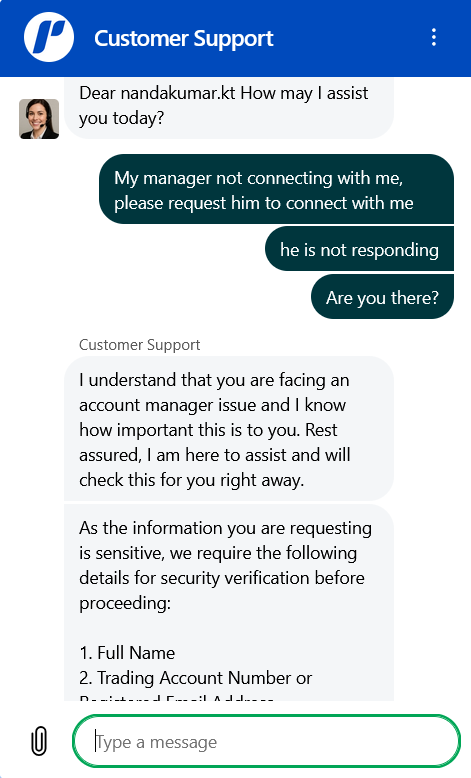 Customer Support
Dear nandakumar.kt How may I assist
you today?
My manager not connecting with me,
please request him to connect with me
he is not responding
Are you there?
Customer Support
I understand that you are facing an
account manager issue and I know
how important this is to you. Rest
assured, I am here to assist and will
check this for you right away.
As the information you are requesting
is sensitive, we require the following
details for security verification before
proceeding:
1. Full Name
2. Trading Account Number or
Registered Email Address
Type a message